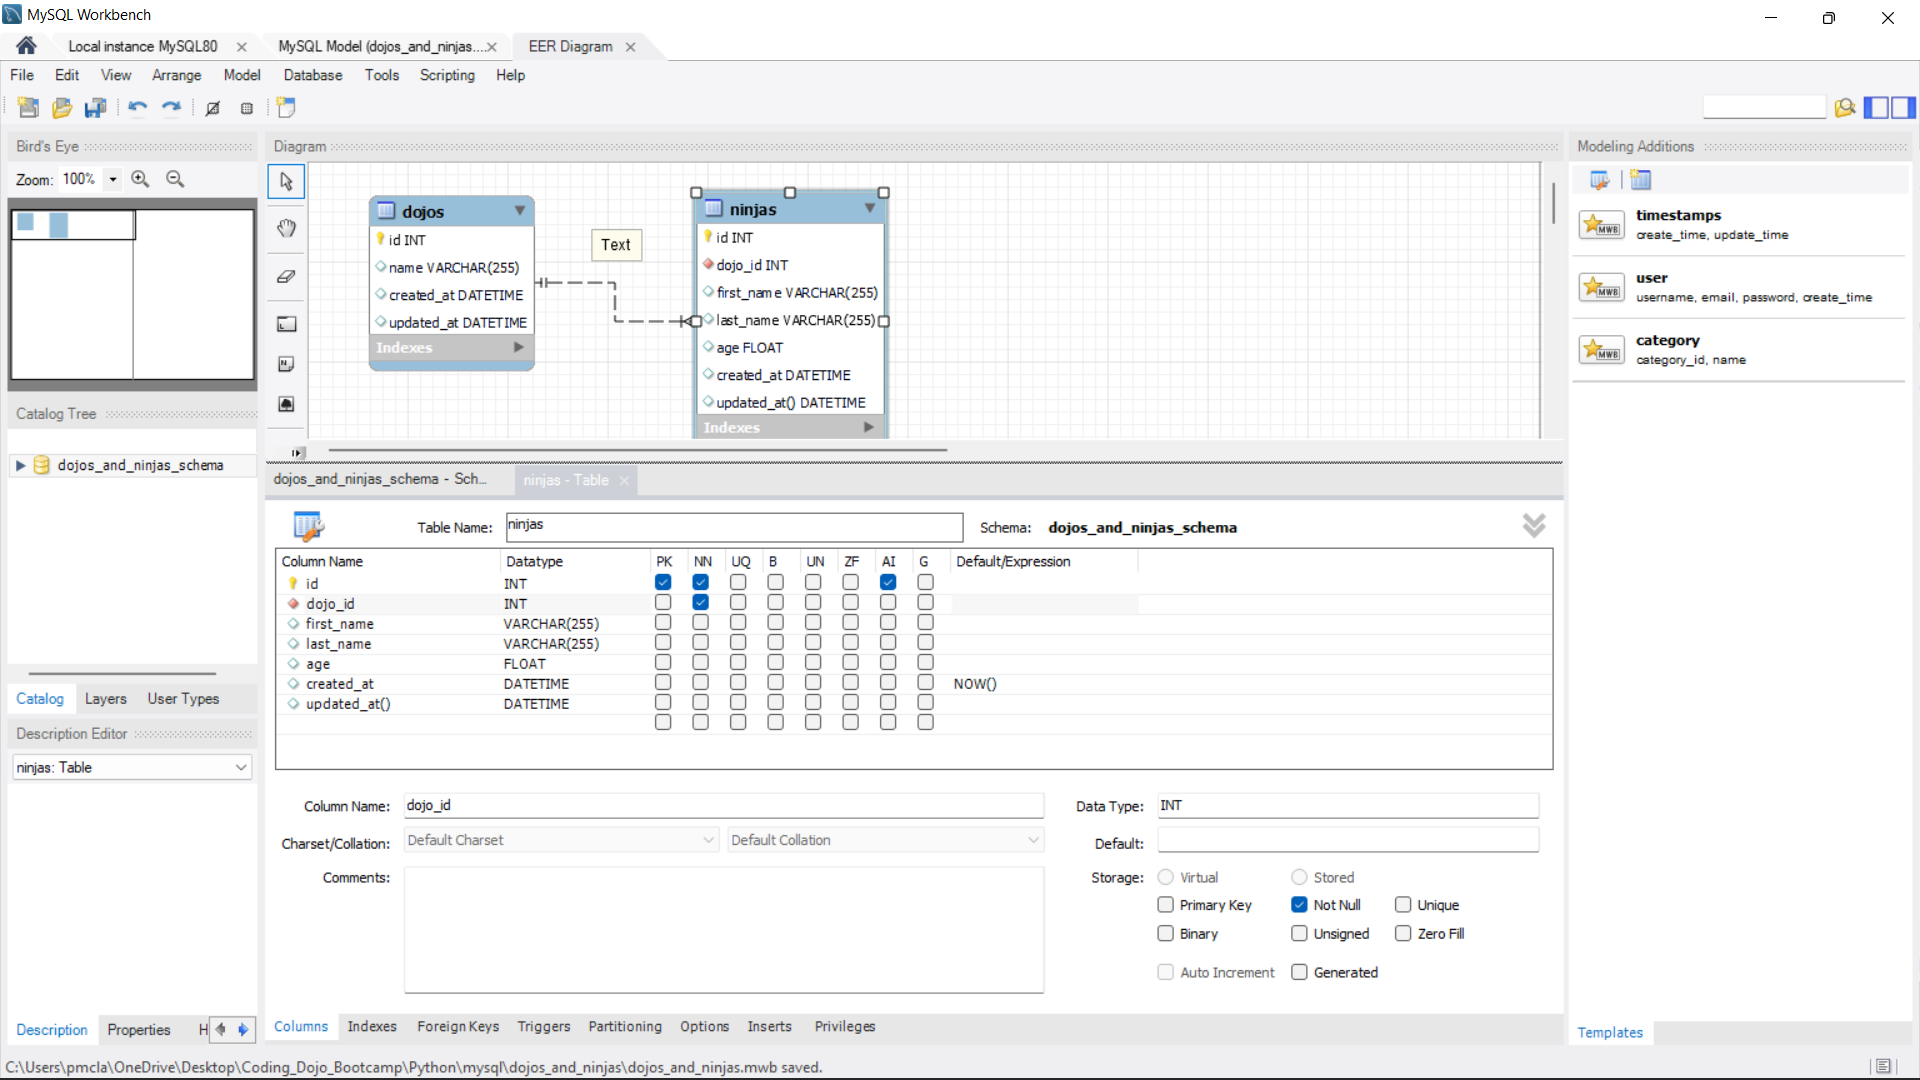 MySQL Workbench
Local instance MySQL80
MySQL Model (dojos_and_ninjas....
EER Diagram
File Edit View Arrange Model Database Tools Scripting Help
Bird's Eye
Zoom: 100%
Catalog Tree
dojos_and_ninjas_schema
Catalog Layers User Types
Description Editor
ninjas: Table
Description Properties H
Diagram
dojos
id INT
name VARCHAR(255)
created_at DATETIME
updated_at DATETIME
Indexes
Text
ninjas
id INT
dojo_id INT
first_name VARCHAR(255)
last_name VARCHAR(255)
age FLOAT
created_at DATETIME
updated_at() DATETIME
Indexes
Modeling Additions
MWB
timestamps
create_time, update_time
MWB
user
username, email, password, create_time
MWB
category
category_id, name
Templates
dojos_and_ninjas_schema - Sch...
ninjas - Table
Table Name: ninjas
Schema: dojos_and_ninjas_schema
Column Name Datatype PK NN UQ B UN ZF AI G Default/Expression
id INT
dojo_id INT
first_name VARCHAR(255)
last_name VARCHAR(255)
age FLOAT
created_at DATETIME NOW()
updated_at() DATETIME
Column Name: dojo_id
Data Type: INT
Charset/Collation: Default Charset Default Collation
Default:
Comments:
Storage: Virtual Stored
Primary Key Not Null Unique
Binary Unsigned Zero Fill
Auto Increment Generated
Columns Indexes Foreign Keys Triggers Partitioning Options Inserts Privileges
C:\Users\pmcla\OneDrive\Desktop\Coding_Dojo_Bootcamp\Python\mysql\dojos_and_ninjas\dojos_and_ninjas.mwb saved.